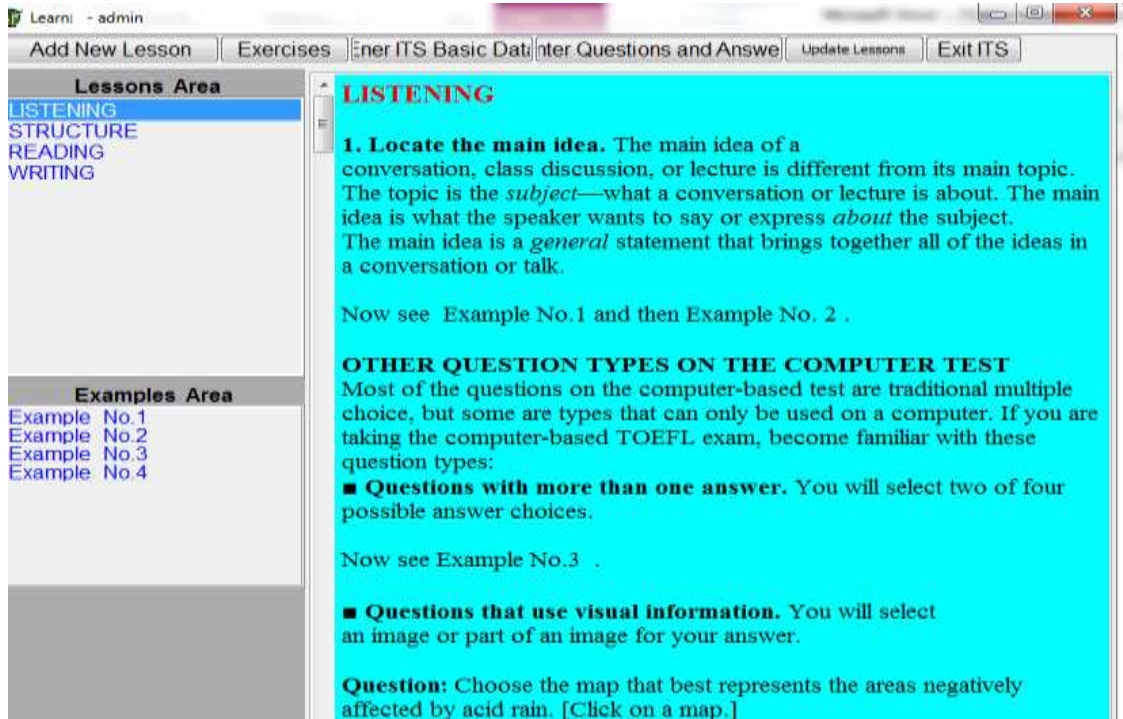 Learn: - admin
Add New Lesson Exercises Ener ITS Basic Data nter Questions and Answe Update Lessons Exit ITS
Lessons Area
LISTENING
STRUCTURE
READING
WRITING
Examples Area
Example No.1
Example No.2
Example No.3
Example No.4
LISTENING
1. Locate the main idea. The main idea of a
conversation, class discussion, or lecture is different from its main topic.
The topic is the subject—what a conversation or lecture is about. The main
idea is what the speaker wants to say or express about the subject.
The main idea is a general statement that brings together all of the ideas in
a conversation or talk.
Now see Example No.1 and then Example No. 2 .
OTHER QUESTION TYPES ON THE COMPUTER TEST
Most of the questions on the computer-based test are traditional multiple
choice, but some are types that can only be used on a computer. If you are
taking the computer-based TOEFL exam, become familiar with these
question types:
■ Questions with more than one answer. You will select two of four
possible answer choices.
Now see Example No.3 .
■ Questions that use visual information. You will select
an image or part of an image for your answer.
Question: Choose the map that best represents the areas negatively
affected by acid rain. [Click on a map.]